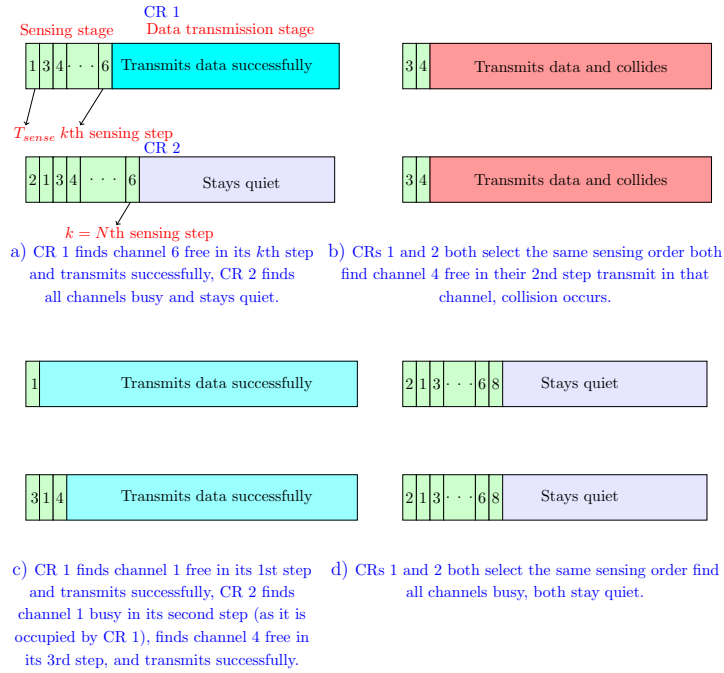 CR 1
Sensing stage
Data transmission stage
1 3 4 · · · 6 Transmits data successfully
T_sense kth sensing step
CR 2
2 1 3 4 · · · 6 Stays quiet
k = Nth sensing step
a) CR 1 finds channel 6 free in its kth step
and transmits successfully, CR 2 finds
all channels busy and stays quiet.
3 4 Transmits data and collides
3 4 Transmits data and collides
b) CRs 1 and 2 both select the same sensing order both
find channel 4 free in their 2nd step transmit in that
channel, collision occurs.
1 Transmits data successfully
3 1 4 Transmits data successfully
c) CR 1 finds channel 1 free in its 1st step
and transmits successfully, CR 2 finds
channel 1 busy in its second step (as it is
occupied by CR 1), finds channel 4 free in
its 3rd step, and transmits successfully.
2 1 3 · · · 6 8 Stays quiet
2 1 3 · · · 6 8 Stays quiet
d) CRs 1 and 2 both select the same sensing order find
all channels busy, both stay quiet.